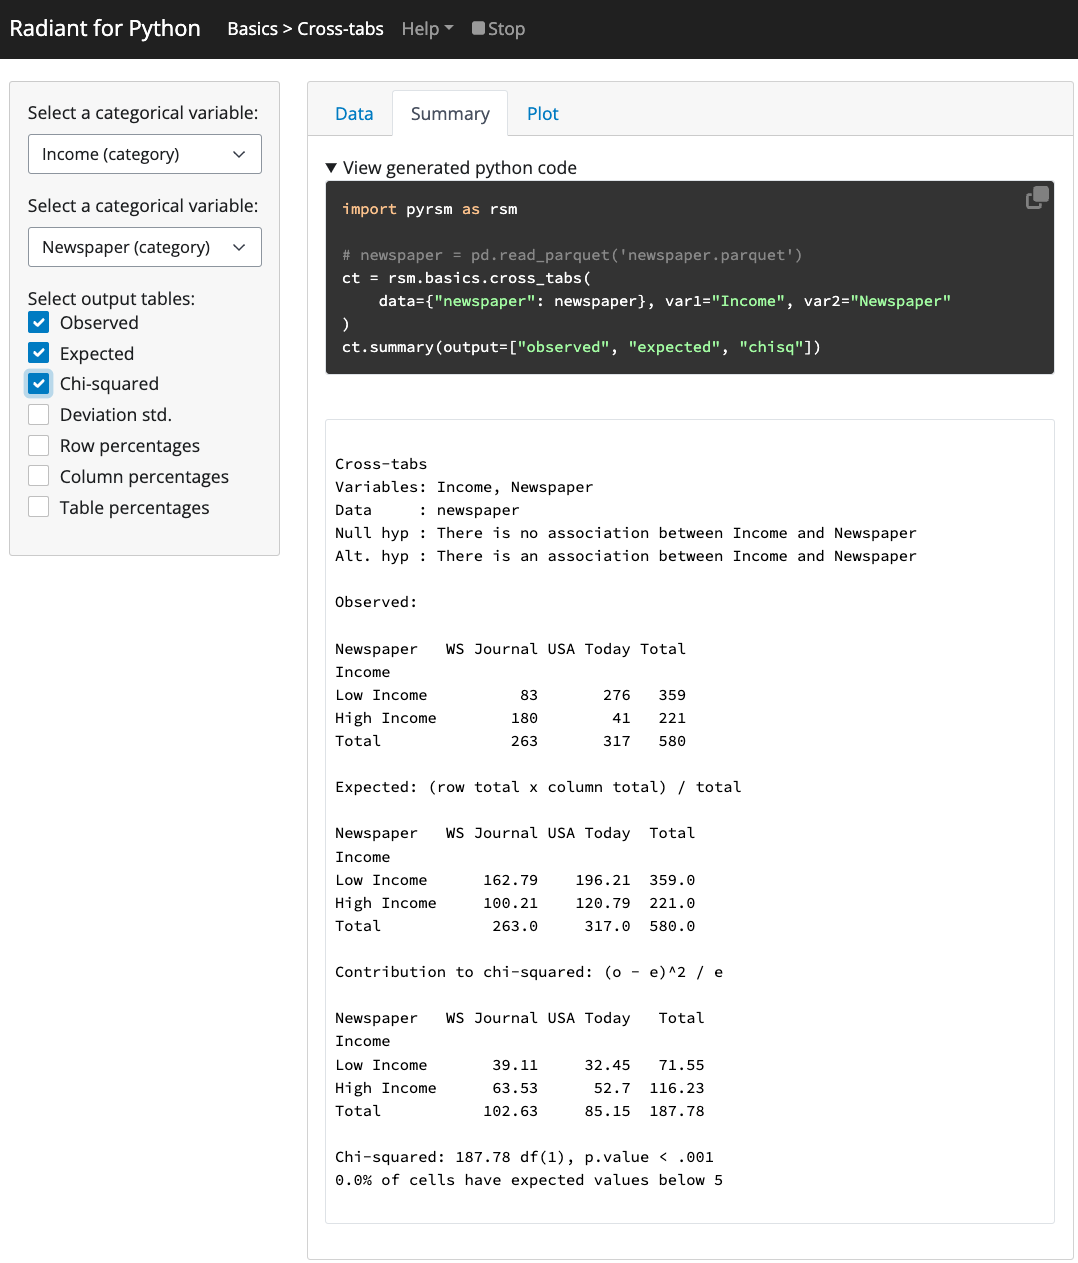 Radiant for Python Basics > Cross-tabs Help Stop
Select a categorical variable:
Income (category)
Select a categorical variable:
Newspaper (category)
Select output tables:
Observed
Expected
Chi-squared
Deviation std.
Row percentages
Column percentages
Table percentages
Data Summary Plot
▼ View generated python code
import pyrsm as rsm
# newspaper = pd.read_parquet('newspaper.parquet')
ct = rsm.basics.cross_tabs(
    data={"newspaper": newspaper}, var1="Income", var2="Newspaper"
)
ct.summary(output=["observed", "expected", "chisq"])
Cross-tabs
Variables: Income, Newspaper
Data     : newspaper
Null hyp : There is no association between Income and Newspaper
Alt. hyp : There is an association between Income and Newspaper
Observed:
Newspaper   WS Journal USA Today Total
Income
Low Income          83       276   359
High Income        180        41   221
Total              263       317   580
Expected: (row total x column total) / total
Newspaper   WS Journal USA Today  Total
Income
Low Income      162.79    196.21  359.0
High Income     100.21    120.79  221.0
Total            263.0     317.0  580.0
Contribution to chi-squared: (o - e)^2 / e
Newspaper   WS Journal USA Today   Total
Income
Low Income       39.11     32.45   71.55
High Income      63.53      52.7  116.23
Total           102.63     85.15  187.78
Chi-squared: 187.78 df(1), p.value < .001
0.0% of cells have expected values below 5